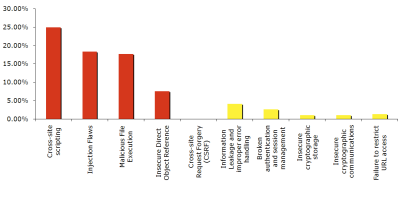 30.00%
25.00%
20.00%
15.00%
10.00%
5.00%
0.00%
Cross-site
scripting
Injection Flaws
Malicious File
Execution
Insecure Direct
Object Reference
Cross-site
Request Forgery
(CSRF)
Information
Leakage and
improper error
handling
Broken
authentication
and session
management
Insecure
cryptographic
storage
Insecure
cryptographic
communications
Failure to restrict
URL access